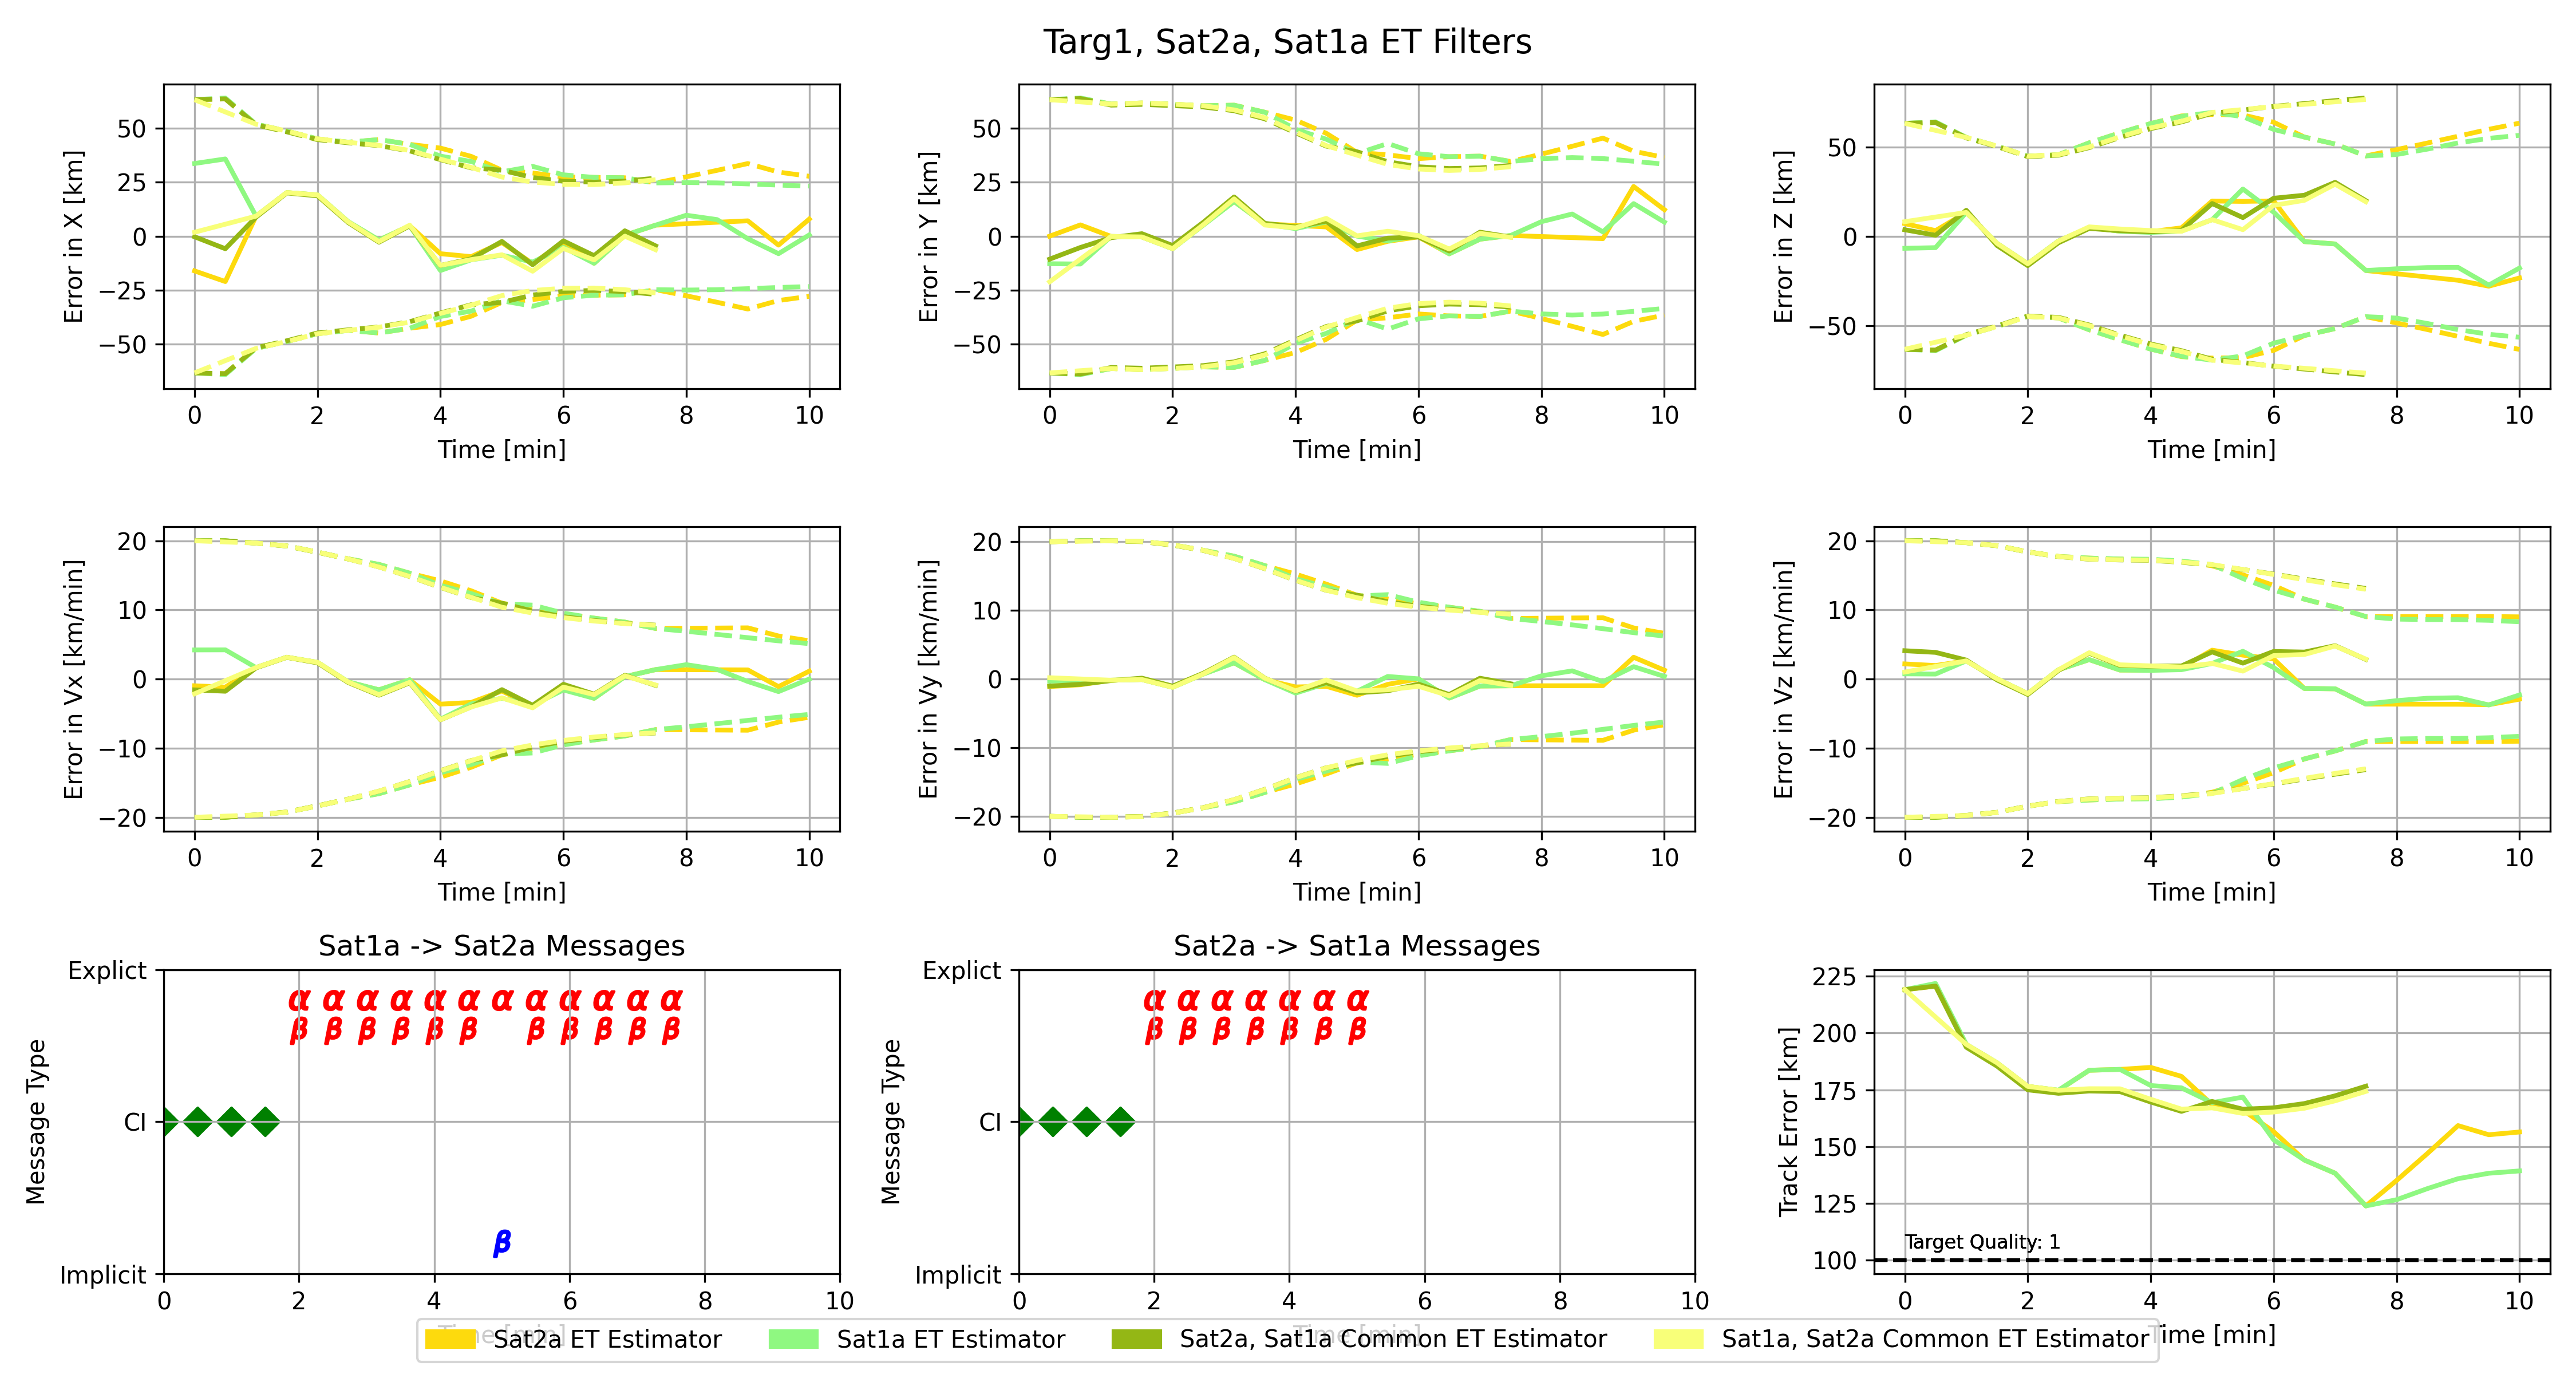 Targ1, Sat2a, Sat1a ET Filters
Error in X [km]
50
25
0
−25
−50
0 2 4 6 8 10
Time [min]
Error in Y [km]
50
25
0
−25
−50
0 2 4 6 8 10
Time [min]
Error in Z [km]
50
0
−50
0 2 4 6 8 10
Time [min]
Error in Vx [km/min]
20
10
0
−10
−20
0 2 4 6 8 10
Time [min]
Error in Vy [km/min]
20
10
0
−10
−20
0 2 4 6 8 10
Time [min]
Error in Vz [km/min]
20
10
0
−10
−20
0 2 4 6 8 10
Time [min]
Sat1a -> Sat2a Messages
Message Type
Explict
α α α α α α α α α α α α
β β β β β β β β β β β
CI
β
Implicit
0 2 4 6 8 10
Time [min]
Sat2a -> Sat1a Messages
Message Type
Explict
α α α α α α α
β β β β β β β
CI
Implicit
0 2 4 6 8 10
Time [min]
Track Error [km]
225
200
175
150
125
100
Target Quality: 1
0 2 4 6 8 10
Time [min]
Sat2a ET Estimator Sat1a ET Estimator Sat2a, Sat1a Common ET Estimator Sat1a, Sat2a Common ET Estimator